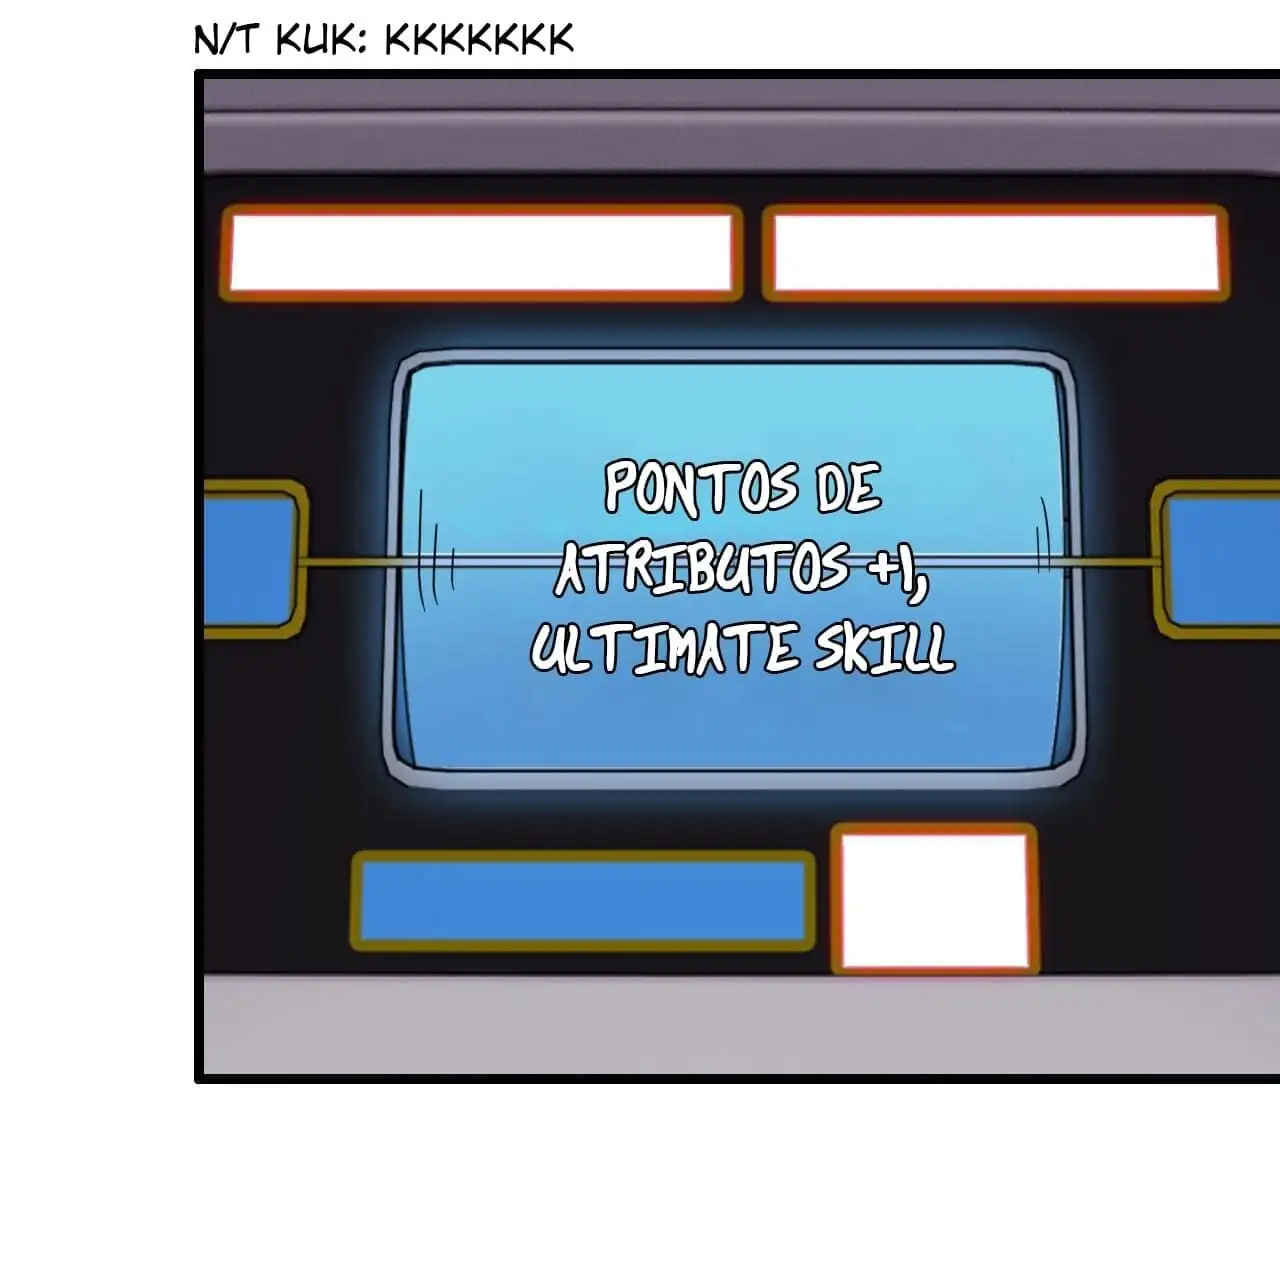 N/T KUK: KKKKKKK
PONTOS DE
ATRIBUTOS +1,
ULTIMATE SKILL